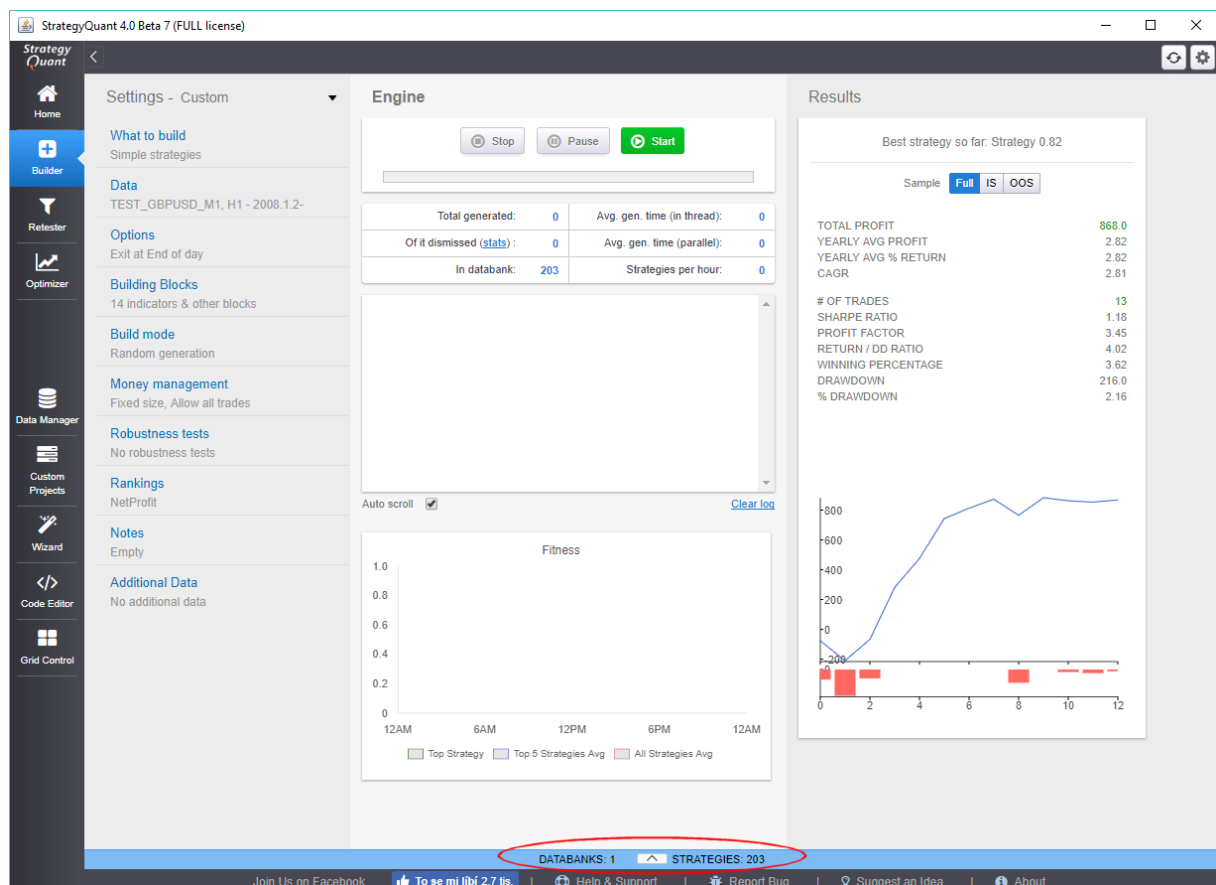 StrategyQuant 4.0 Beta 7 (FULL license)
Strategy
Quant
Home
Builder
Retester
Optimizer
Data Manager
Custom
Projects
Wizard
Code Editor
Grid Control
Settings - Custom
What to build
Simple strategies
Data
TEST_GBPUSD_M1, H1 - 2008.1.2-
Options
Exit at End of day
Building Blocks
14 indicators & other blocks
Build mode
Random generation
Money management
Fixed size, Allow all trades
Robustness tests
No robustness tests
Rankings
NetProfit
Notes
Empty
Additional Data
No additional data
Engine
Stop Pause Start
Total generated: 0 Avg. gen. time (in thread): 0
Of it dismissed (stats) : 0 Avg. gen. time (parallel): 0
In databank: 203 Strategies per hour: 0
Auto scroll Clear log
Fitness
1.0
0.8
0.6
0.4
0.2
0
12AM 6AM 12PM 6PM 12AM
Top Strategy Top 5 Strategies Avg All Strategies Avg
Results
Best strategy so far: Strategy 0.82
Sample Full IS OOS
TOTAL PROFIT 868.0
YEARLY AVG PROFIT 2.82
YEARLY AVG % RETURN 2.82
CAGR 2.81
# OF TRADES 13
SHARPE RATIO 1.18
PROFIT FACTOR 3.45
RETURN / DD RATIO 4.02
WINNING PERCENTAGE 3.62
DRAWDOWN 216.0
% DRAWDOWN 2.16
800
600
400
200
0
-200
0
0 2 4 6 8 10 12
DATABANKS: 1 STRATEGIES: 203
Join Us on Facebook To se mi líbí 2,7 tis. | Help & Support | Report Bug | Suggest an Idea | About